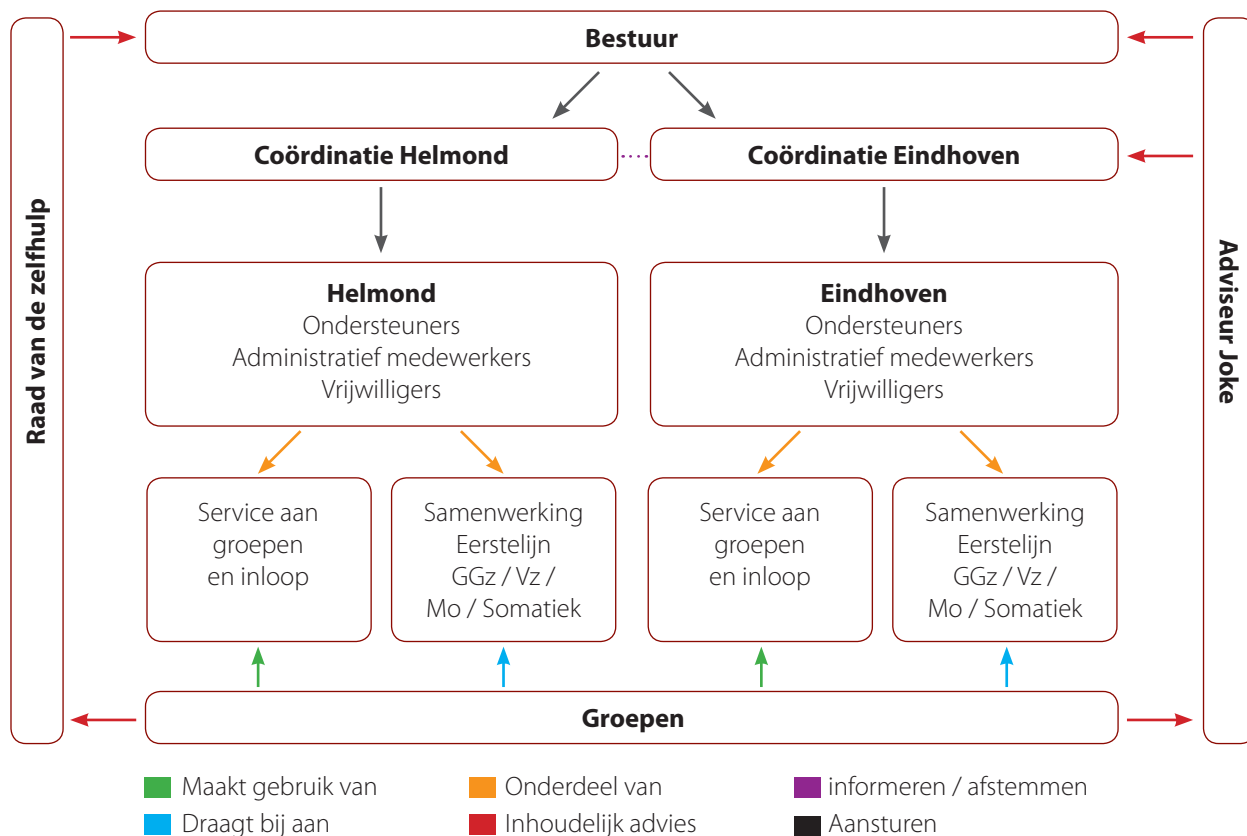 Bestuur
Coördinatie Helmond
Coördinatie Eindhoven
Raad van de zelfhulp
Adviseur Joke
Helmond
Ondersteuners
Administratief medewerkers
Vrijwilligers
Eindhoven
Ondersteuners
Administratief medewerkers
Vrijwilligers
Service aan
groepen
en inloop
Samenwerking
Eerstelijn
GGz / Vz /
Mo / Somatiek
Service aan
groepen
en inloop
Samenwerking
Eerstelijn
GGz / Vz /
Mo / Somatiek
Groepen
Maakt gebruik van
Onderdeel van
informeren / afstemmen
Draagt bij aan
Inhoudelijk advies
Aansturen